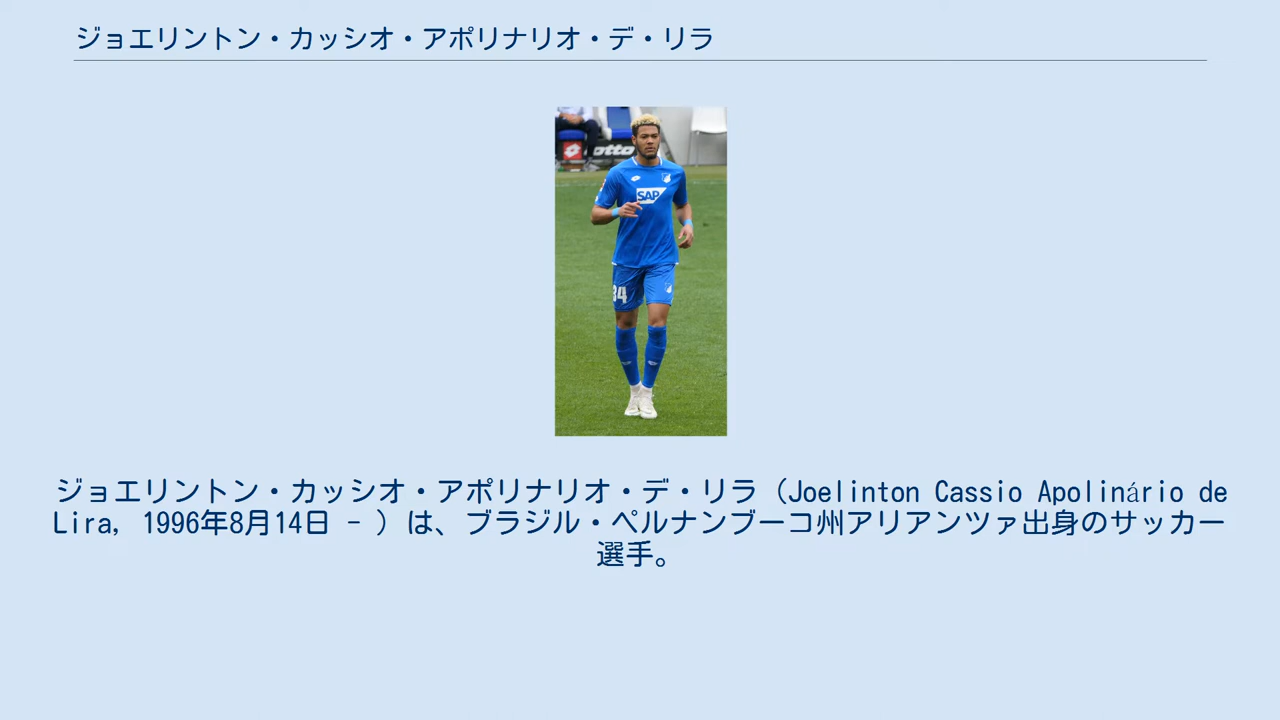 ジョエリントン・カッシオ・アポリナリオ・デ・リラ
otto
SAP
34
ジョエリントン・カッシオ・アポリナリオ・デ・リラ（Joelinton Cassio Apolinário de
Lira, 1996年8月14日 - ）は、ブラジル・ペルナンブーコ州アリアンツァ出身のサッカー
選手。